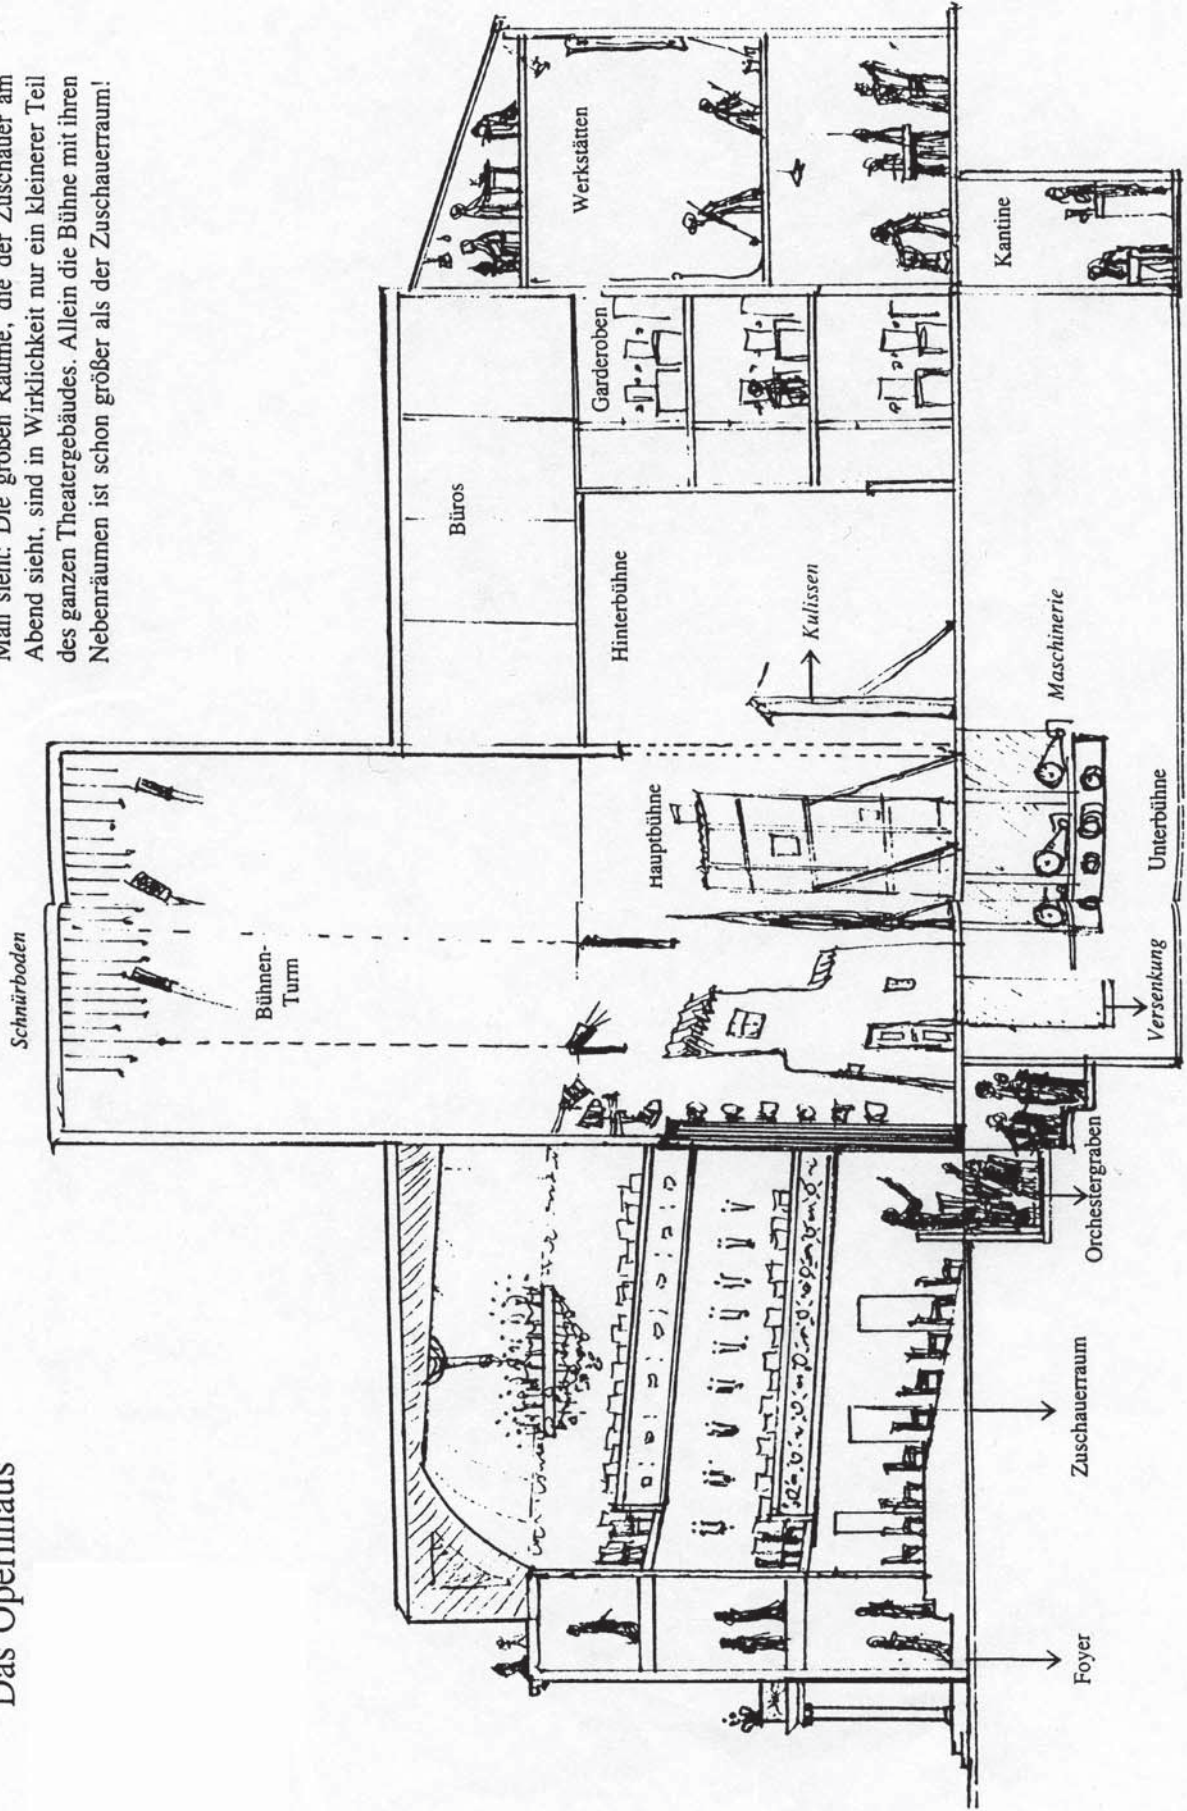 Das Opernhaus
Man sieht: Die großen Räume, die der Zuschauer am
Abend sieht, sind in Wirklichkeit nur ein kleinerer Teil
des ganzen Theatergebäudes. Allein die Bühne mit ihren
Nebenräumen ist schon größer als der Zuschauerraum!
Schnürboden
Bühnen-
Turm
Büros
Werkstätten
Garderoben
Hinterbühne
Hauptbühne
Kulissen
Kantine
Maschinerie
Unterbühne
Versenkung
Orchestergraben
Zuschauerraum
Foyer